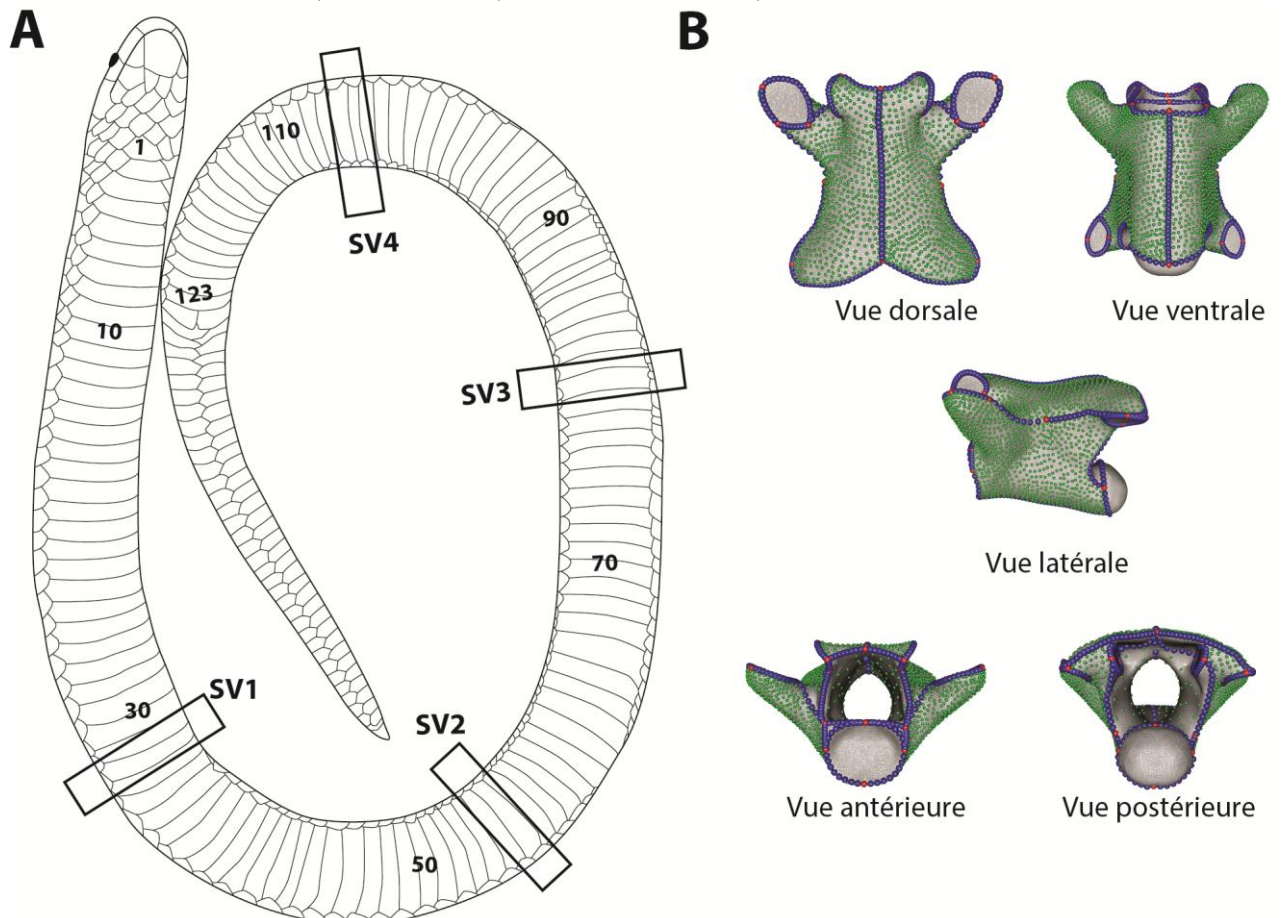 A
B
1
10
30
SV1
SV2
50
70
SV3
90
SV4
110
123
Vue dorsale
Vue ventrale
Vue latérale
Vue antérieure
Vue postérieure